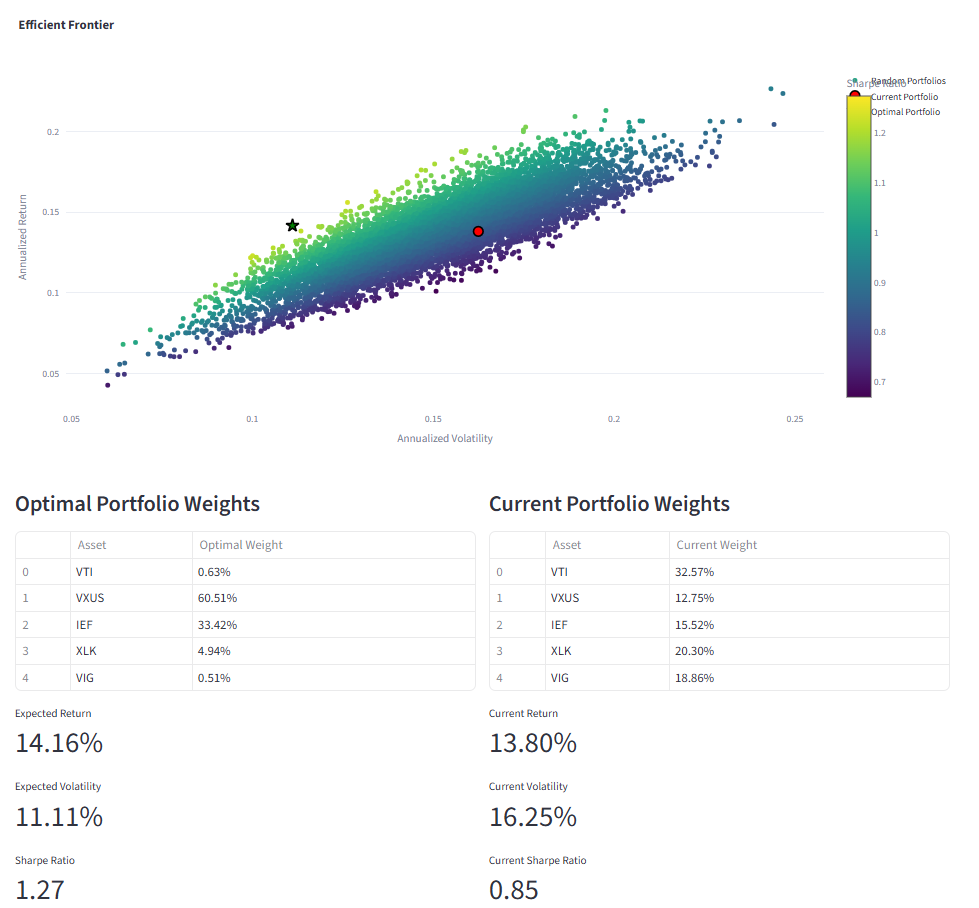 Efficient Frontier
Sharpe Ratio
Random Portfolios
Current Portfolio
Optimal Portfolio
1.2
1.1
1
0.9
0.8
0.7
Annualized Return
0.2
0.15
0.1
0.05
0.05 0.1 0.15 0.2 0.25
Annualized Volatility
Optimal Portfolio Weights
Asset Optimal Weight
0 VTI 0.63%
1 VXUS 60.51%
2 IEF 33.42%
3 XLK 4.94%
4 VIG 0.51%
Expected Return
14.16%
Expected Volatility
11.11%
Sharpe Ratio
1.27
Current Portfolio Weights
Asset Current Weight
0 VTI 32.57%
1 VXUS 12.75%
2 IEF 15.52%
3 XLK 20.30%
4 VIG 18.86%
Current Return
13.80%
Current Volatility
16.25%
Current Sharpe Ratio
0.85